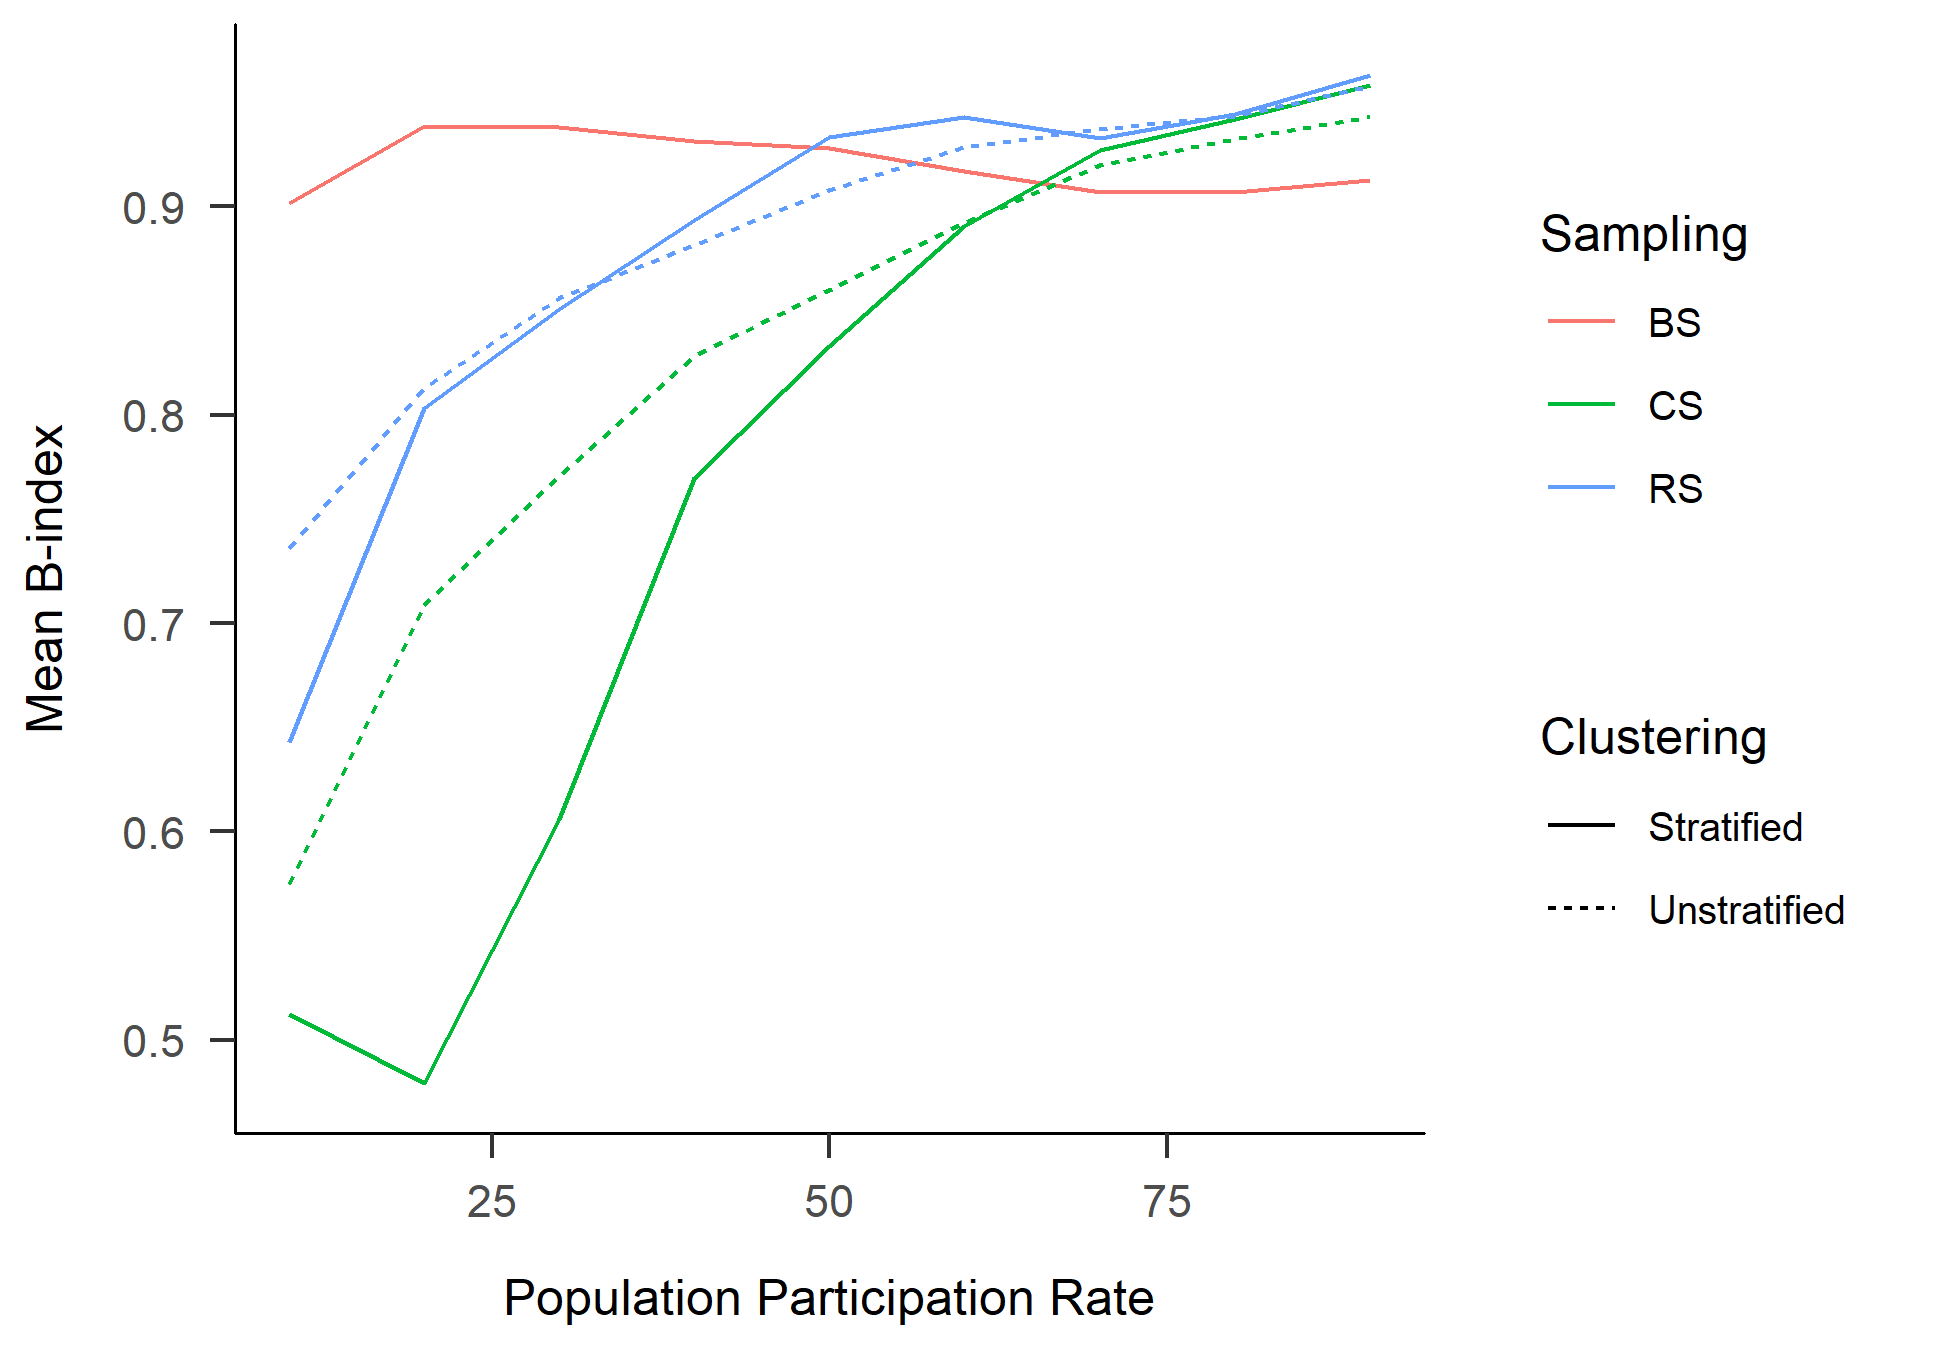 Mean B-index
0.9
0.8
0.7
0.6
0.5
25
50
75
Population Participation Rate
Sampling
BS
CS
RS
Clustering
Stratified
Unstratified